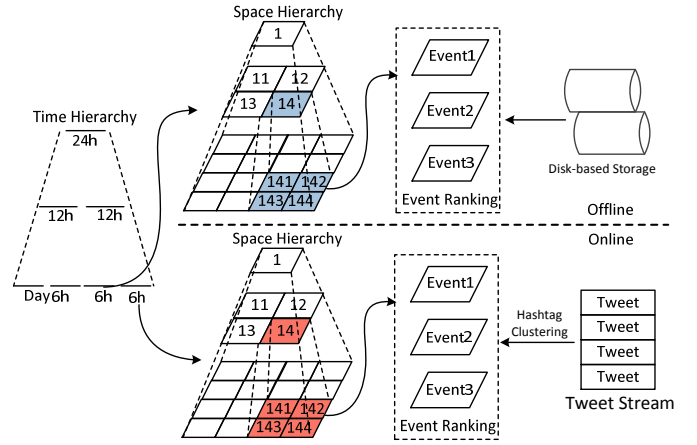 Space Hierarchy
1
11 12
13 14
141 142
143 144
Time Hierarchy
24h
12h 12h
Day 6h 6h 6h
Event1
Event2
Event3
Event Ranking
Disk-based Storage
Offline
Online
Space Hierarchy
1
11 12
13 14
141 142
143 144
Event1
Event2
Event3
Event Ranking
Hashtag
Clustering
Tweet
Tweet
Tweet
Tweet
Tweet Stream